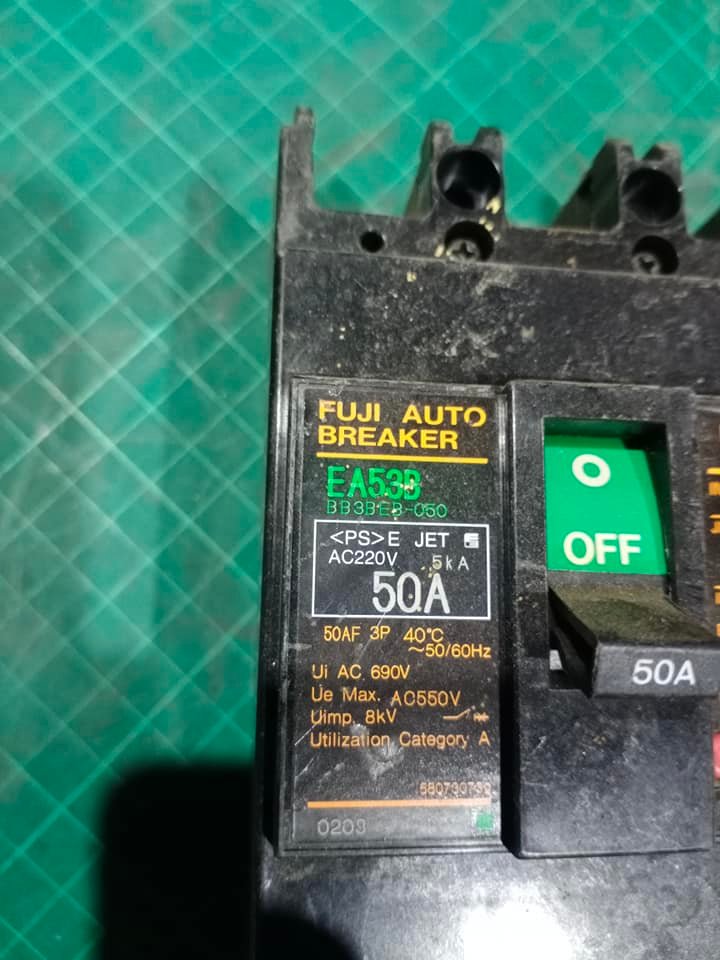 FUJI AUTO
BREAKER
EA53B
BB3BEB-050
<PS>E JET
AC220V 5kA
50A
50AF 3P 40°C
~50/60Hz
Ui AC 690V
Ue Max. AC550V
Uimp. 8kV
Utilization Category A
O
OFF
50A